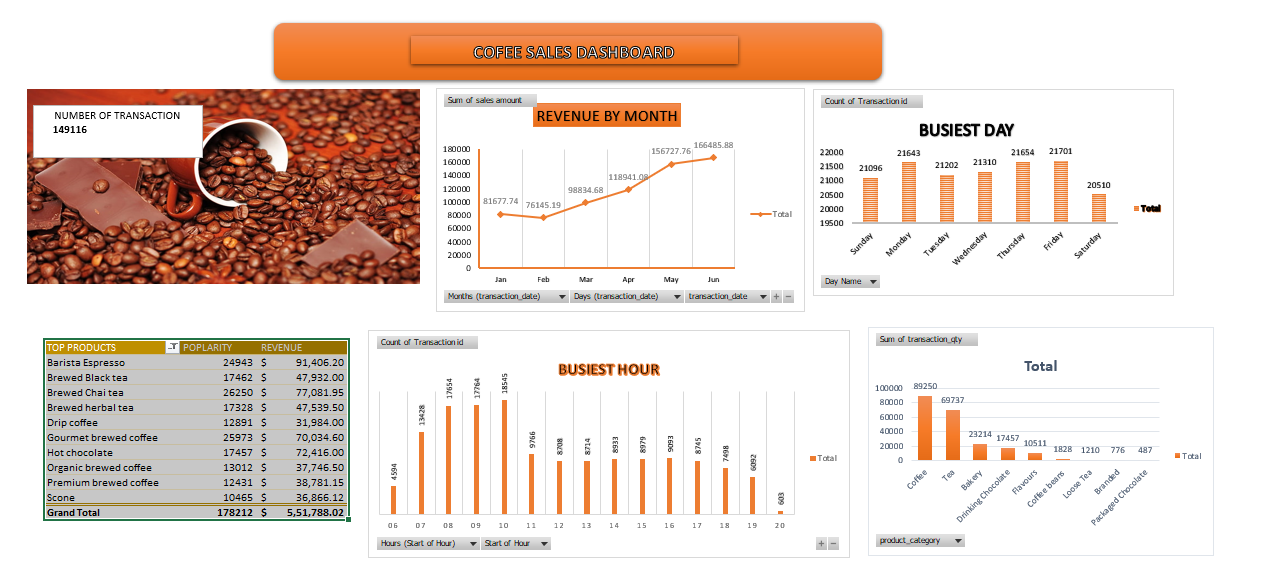 COFEE SALES DASHBOARD
NUMBER OF TRANSACTION
149116
Sum of sales amount
REVENUE BY MONTH
180000
160000
140000
120000
100000
80000
60000
40000
20000
0
81677.74
76145.19
98834.68
118941.08
156727.76
166485.88
Jan Feb Mar Apr May Jun
Total
Months (transaction_date) Days (transaction_date) transaction_date
Count of Transaction id
BUSIEST DAY
22000
21500
21000
20500
20000
19500
21096
21643
21202
21310
21654
21701
20510
Sunday Monday Tuesday Wednesday Thursday Friday Saturday
Total
Day Name
TOP PRODUCTS POPLARITY REVENUE
Barista Espresso 24943 $ 91,406.20
Brewed Black tea 17462 $ 47,932.00
Brewed Chai tea 26250 $ 77,081.95
Brewed herbal tea 17328 $ 47,539.50
Drip coffee 12891 $ 31,984.00
Gourmet brewed coffee 25973 $ 70,034.60
Hot chocolate 17457 $ 72,416.00
Organic brewed coffee 13012 $ 37,746.50
Premium brewed coffee 12431 $ 38,781.15
Scone 10465 $ 36,866.12
Grand Total 178212 $ 5,51,788.02
Count of Transaction id
BUSIEST HOUR
4594
13428
17654
17764
18545
9766
8708
8714
8933
8979
9093
8745
7498
6092
603
06 07 08 09 10 11 12 13 14 15 16 17 18 19 20
Total
Hours (Start of Hour) Start of Hour
Sum of transaction_qty
Total
100000
80000
60000
40000
20000
0
89250
69737
23214
17457
10511
1828
1210
776
487
Coffee Tea Bakery Drinking Chocolate Flavours Coffee beans Loose Tea Branded Packaged Chocolate
Total
product_category